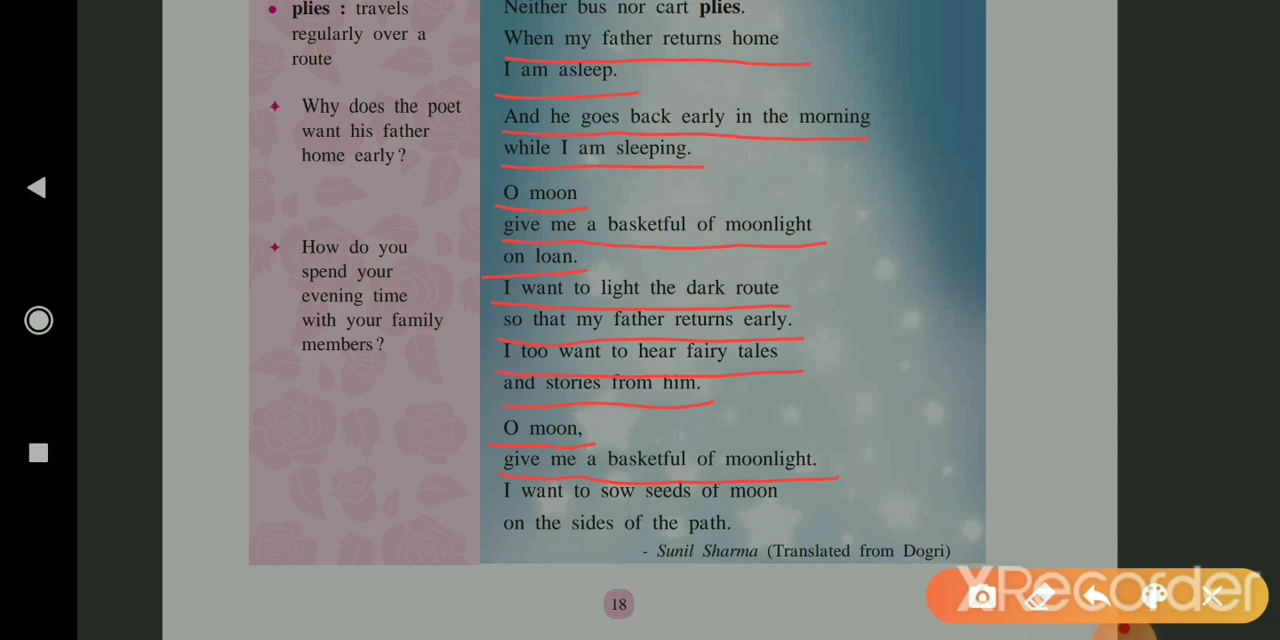 • plies : travels
regularly over a
route
✦ Why does the poet
want his father
home early?
✦ How do you
spend your
evening time
with your family
members?
Neither bus nor cart plies.
When my father returns home
I am asleep.
And he goes back early in the morning
while I am sleeping.
O moon
give me a basketful of moonlight
on loan.
I want to light the dark route
so that my father returns early.
I too want to hear fairy tales
and stories from him.
O moon,
give me a basketful of moonlight.
I want to sow seeds of moon
on the sides of the path.
- Sunil Sharma (Translated from Dogri)
18
XRecorder